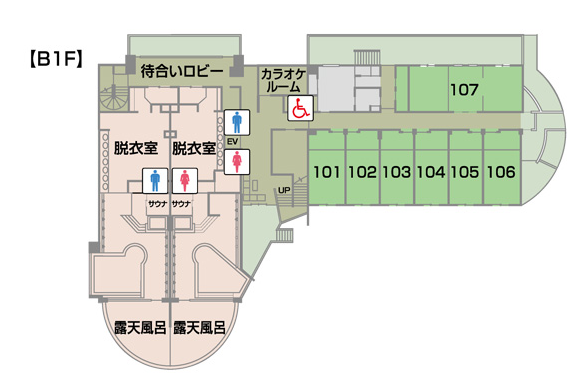 【B1F】
待合いロビー
カラオケ
ルーム
107
脱衣室
脱衣室
EV
101
102
103
104
105
106
UP
サウナ
サウナ
露天風呂
露天風呂